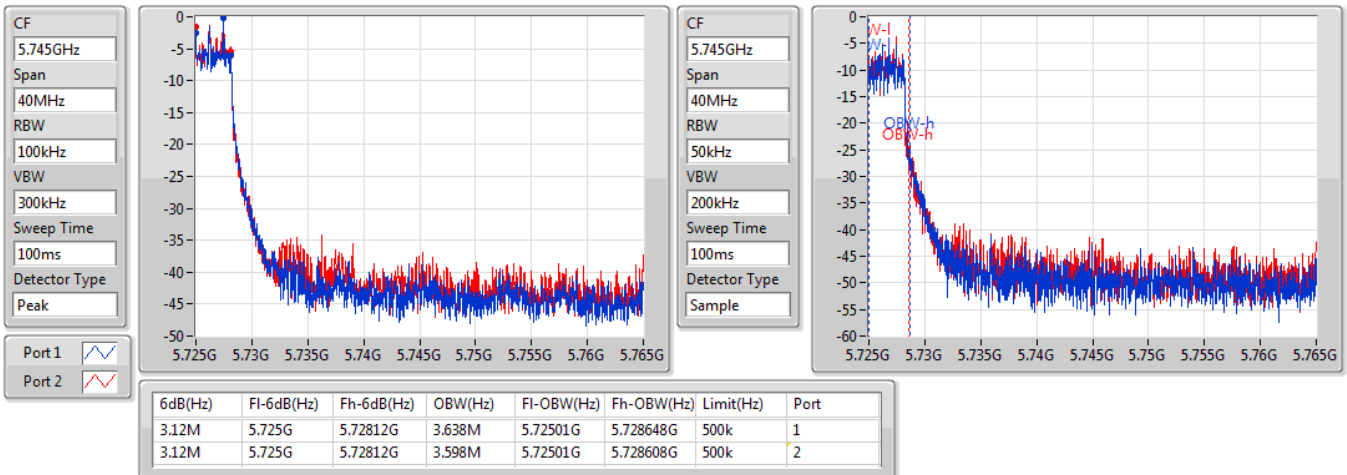 CF
5.745GHz
Span
40MHz
RBW
100kHz
VBW
300kHz
Sweep Time
100ms
Detector Type
Peak
Port 1
Port 2
0
-5
-10
-15
-20
-25
-30
-35
-40
-45
-50
5.725G 5.73G 5.735G 5.74G 5.745G 5.75G 5.755G 5.76G 5.765G
CF
5.745GHz
Span
40MHz
RBW
50kHz
VBW
200kHz
Sweep Time
100ms
Detector Type
Sample
0
-5
-10
-15
-20
-25
-30
-35
-40
-45
-50
-55
-60
W-l
W-l
OBW-h
OBW-h
5.725G 5.73G 5.735G 5.74G 5.745G 5.75G 5.755G 5.76G 5.765G
6dB(Hz) Fl-6dB(Hz) Fh-6dB(Hz) OBW(Hz) Fl-OBW(Hz) Fh-OBW(Hz) Limit(Hz) Port
3.12M 5.725G 5.72812G 3.638M 5.72501G 5.728648G 500k 1
3.12M 5.725G 5.72812G 3.598M 5.72501G 5.728608G 500k 2